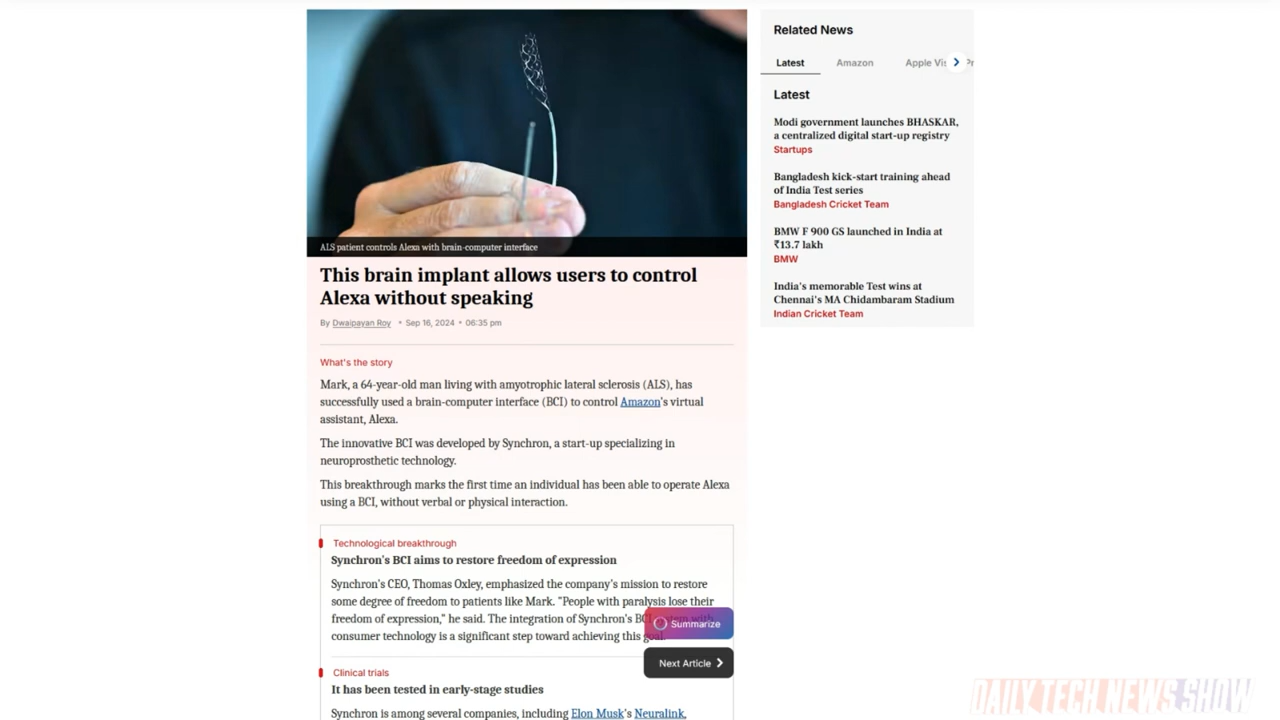 ALS patient controls Alexa with brain-computer interface
This brain implant allows users to control
Alexa without speaking
By Dwaipayan Roy • Sep 16, 2024 • 06:35 pm
What's the story
Mark, a 64-year-old man living with amyotrophic lateral sclerosis (ALS), has
successfully used a brain-computer interface (BCI) to control Amazon's virtual
assistant, Alexa.
The innovative BCI was developed by Synchron, a start-up specializing in
neuroprosthetic technology.
This breakthrough marks the first time an individual has been able to operate Alexa
using a BCI, without verbal or physical interaction.
Technological breakthrough
Synchron's BCI aims to restore freedom of expression
Synchron's CEO, Thomas Oxley, emphasized the company's mission to restore
some degree of freedom to patients like Mark. "People with paralysis lose their
freedom of expression," he said. The integration of Synchron's BCI system with
consumer technology is a significant step toward achieving this goal.
Summarize
Next Article
Clinical trials
It has been tested in early-stage studies
Synchron is among several companies, including Elon Musk's Neuralink,
Related News
Latest Amazon Apple Vis Pr
Latest
Modi government launches BHASKAR,
a centralized digital start-up registry
Startups
Bangladesh kick-start training ahead
of India Test series
Bangladesh Cricket Team
BMW F 900 GS launched in India at
₹13.7 lakh
BMW
India's memorable Test wins at
Chennai's MA Chidambaram Stadium
Indian Cricket Team
DAILY TECH NEWS SHOW